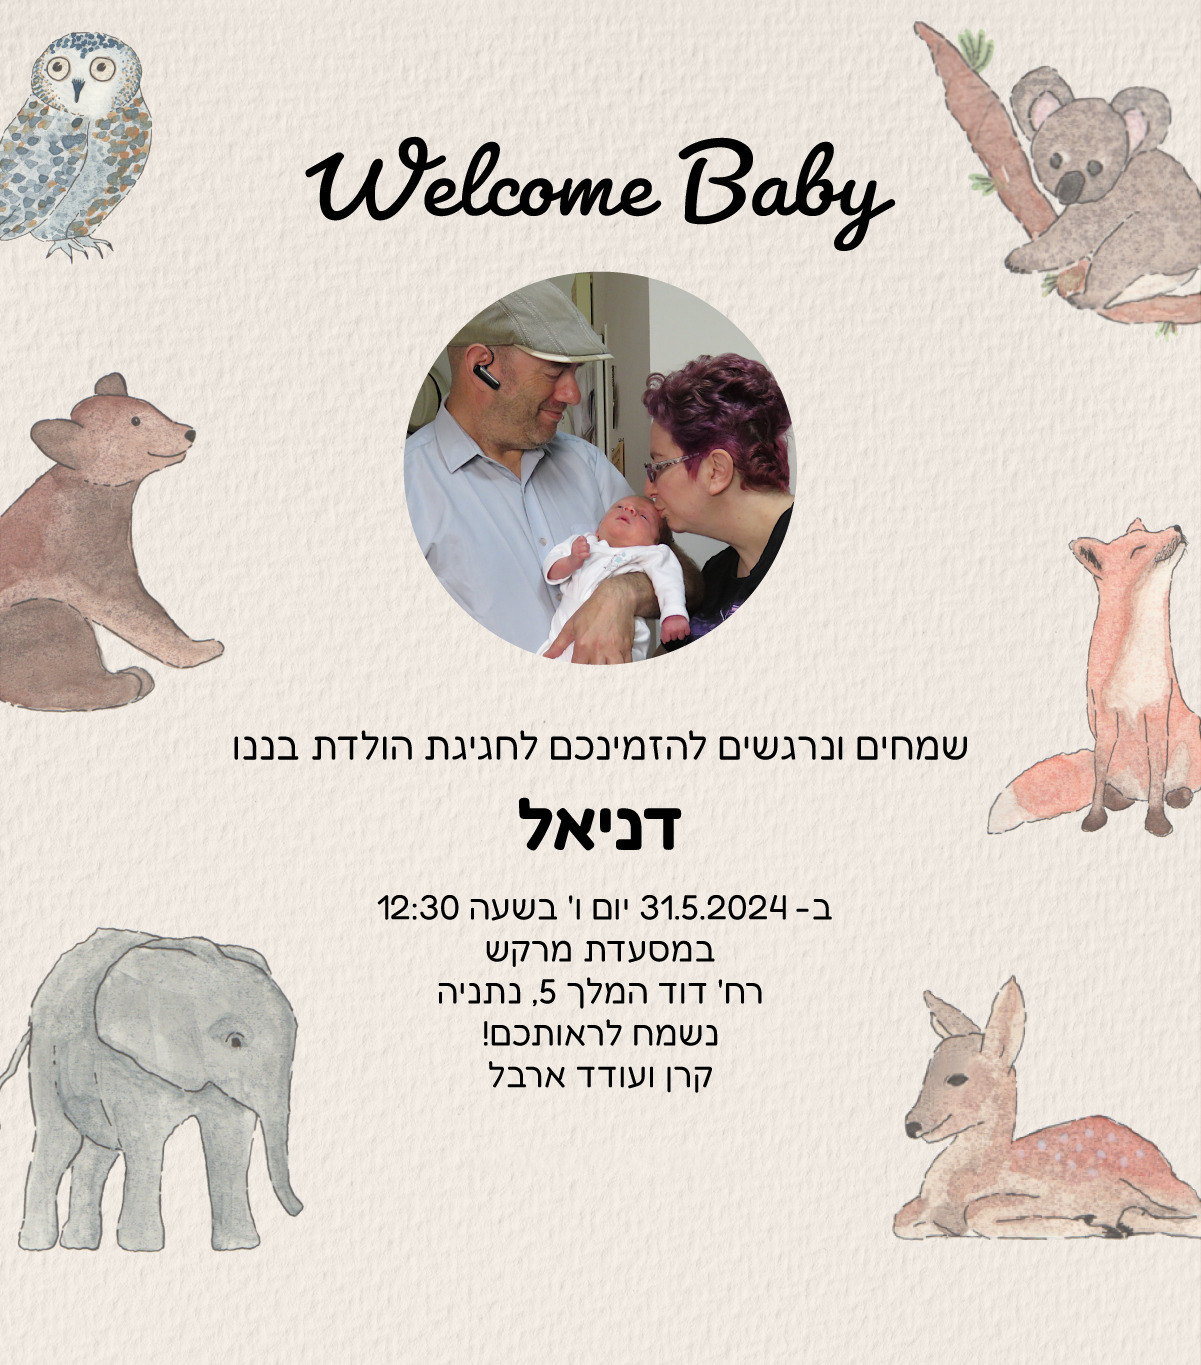 Welcome Baby
שמחים ונרגשים להזמינכם לחגיגת הולדת בננו
דניאל
ב- 31.5.2024 יום ו' בשעה 12:30
במסעדת מרקש
רח' דוד המלך 5, נתניה
נשמח לראותכם!
קרן ועודד ארבל